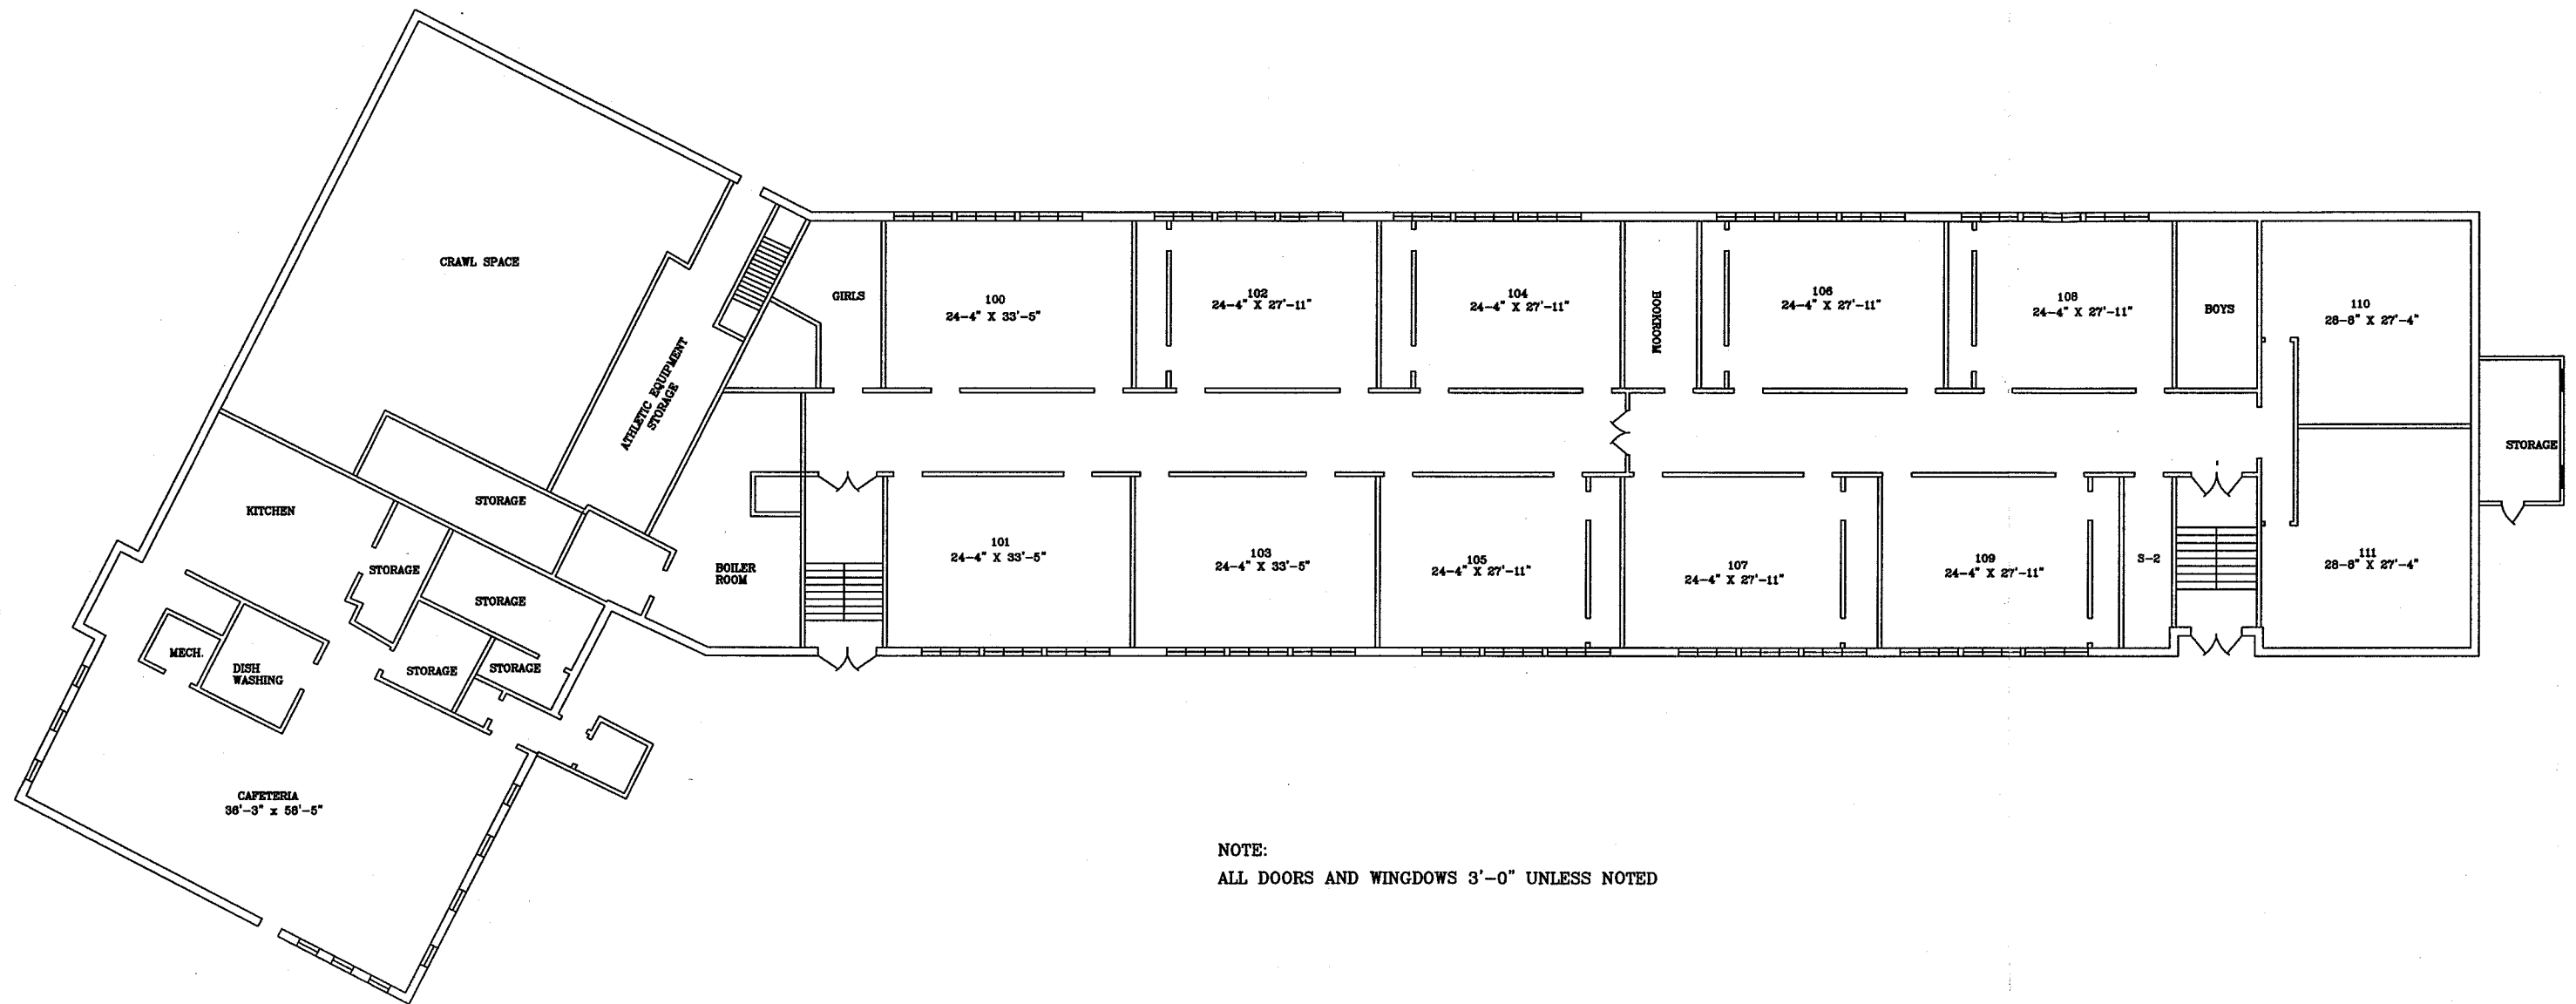 CRAWL SPACE
GIRLS
100
24-4" X 33'-5"
102
24-4" X 27'-11"
104
24-4" X 27'-11"
BOOKROOM
106
24-4" X 27'-11"
108
24-4" X 27'-11"
BOYS
110
28-8" X 27'-4"
STORAGE
ATHLETIC EQUIPMENT
STORAGE
KITCHEN
STORAGE
STORAGE
STORAGE
BOILER
ROOM
101
24-4" X 33'-5"
103
24-4" X 33'-5"
105
24-4" X 27'-11"
107
24-4" X 27'-11"
109
24-4" X 27'-11"
S-2
111
28-8" X 27'-4"
MECH.
DISH
WASHING
STORAGE
STORAGE
CAFETERIA
36'-3" x 56'-5"
NOTE:
ALL DOORS AND WINGDOWS 3'-0" UNLESS NOTED